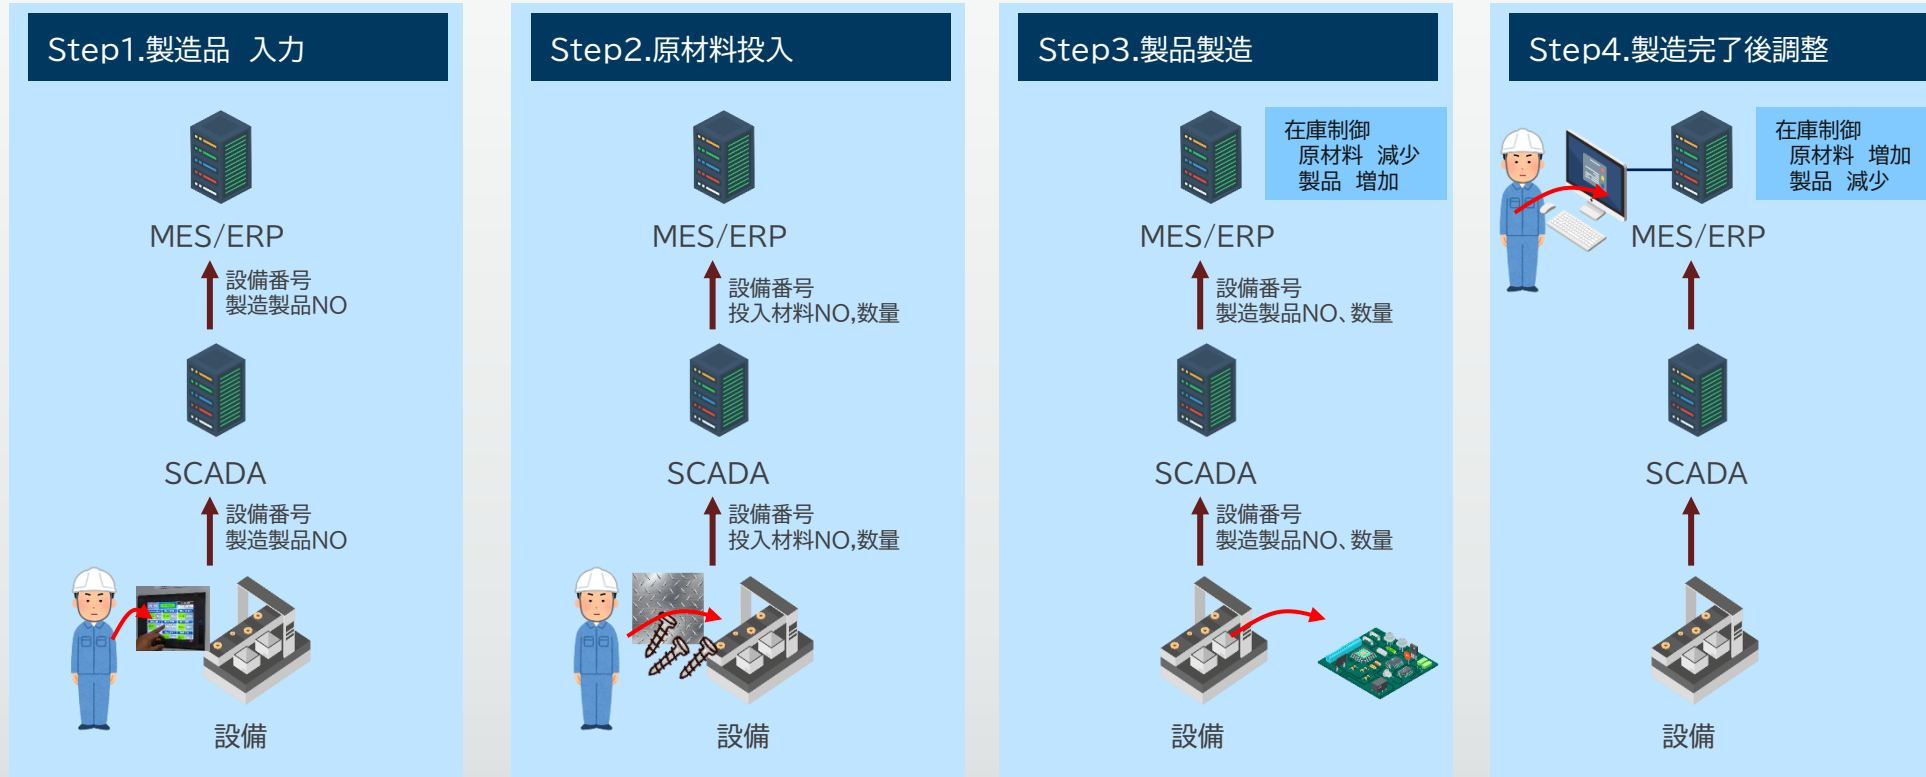 Step1.製造品 入力
MES/ERP
設備番号
製造製品NO
SCADA
設備番号
製造製品NO
設備
Step2.原材料投入
MES/ERP
設備番号
投入材料NO,数量
SCADA
設備番号
投入材料NO,数量
設備
Step3.製品製造
在庫制御
原材料 減少
製品 増加
MES/ERP
設備番号
製造製品NO、数量
SCADA
設備番号
製造製品NO、数量
設備
Step4.製造完了後調整
在庫制御
原材料 増加
製品 減少
MES/ERP
SCADA
設備